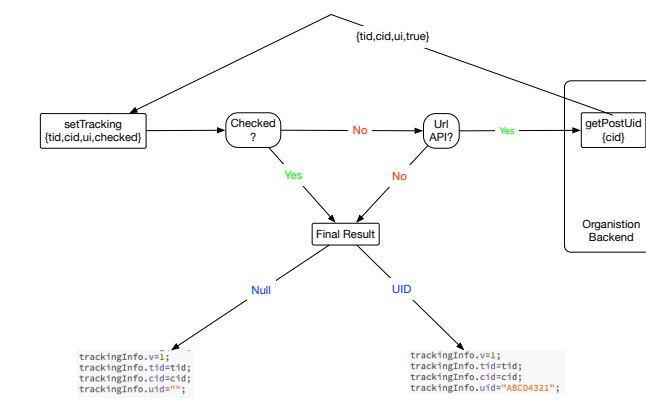 {tid,cid,ui,true}
setTracking
{tid,cid,ui,checked}
Checked
?
No
Url
API?
Yes
getPostUid
{cid}
Yes
No
Organistion
Backend
Final Result
Null
UID
trackingInfo.v=1;
trackingInfo.tid=tid;
trackingInfo.cid=cid;
trackingInfo.uid="";
trackingInfo.v=1;
trackingInfo.tid=tid;
trackingInfo.cid=cid;
trackingInfo.uid="ABCD4321";